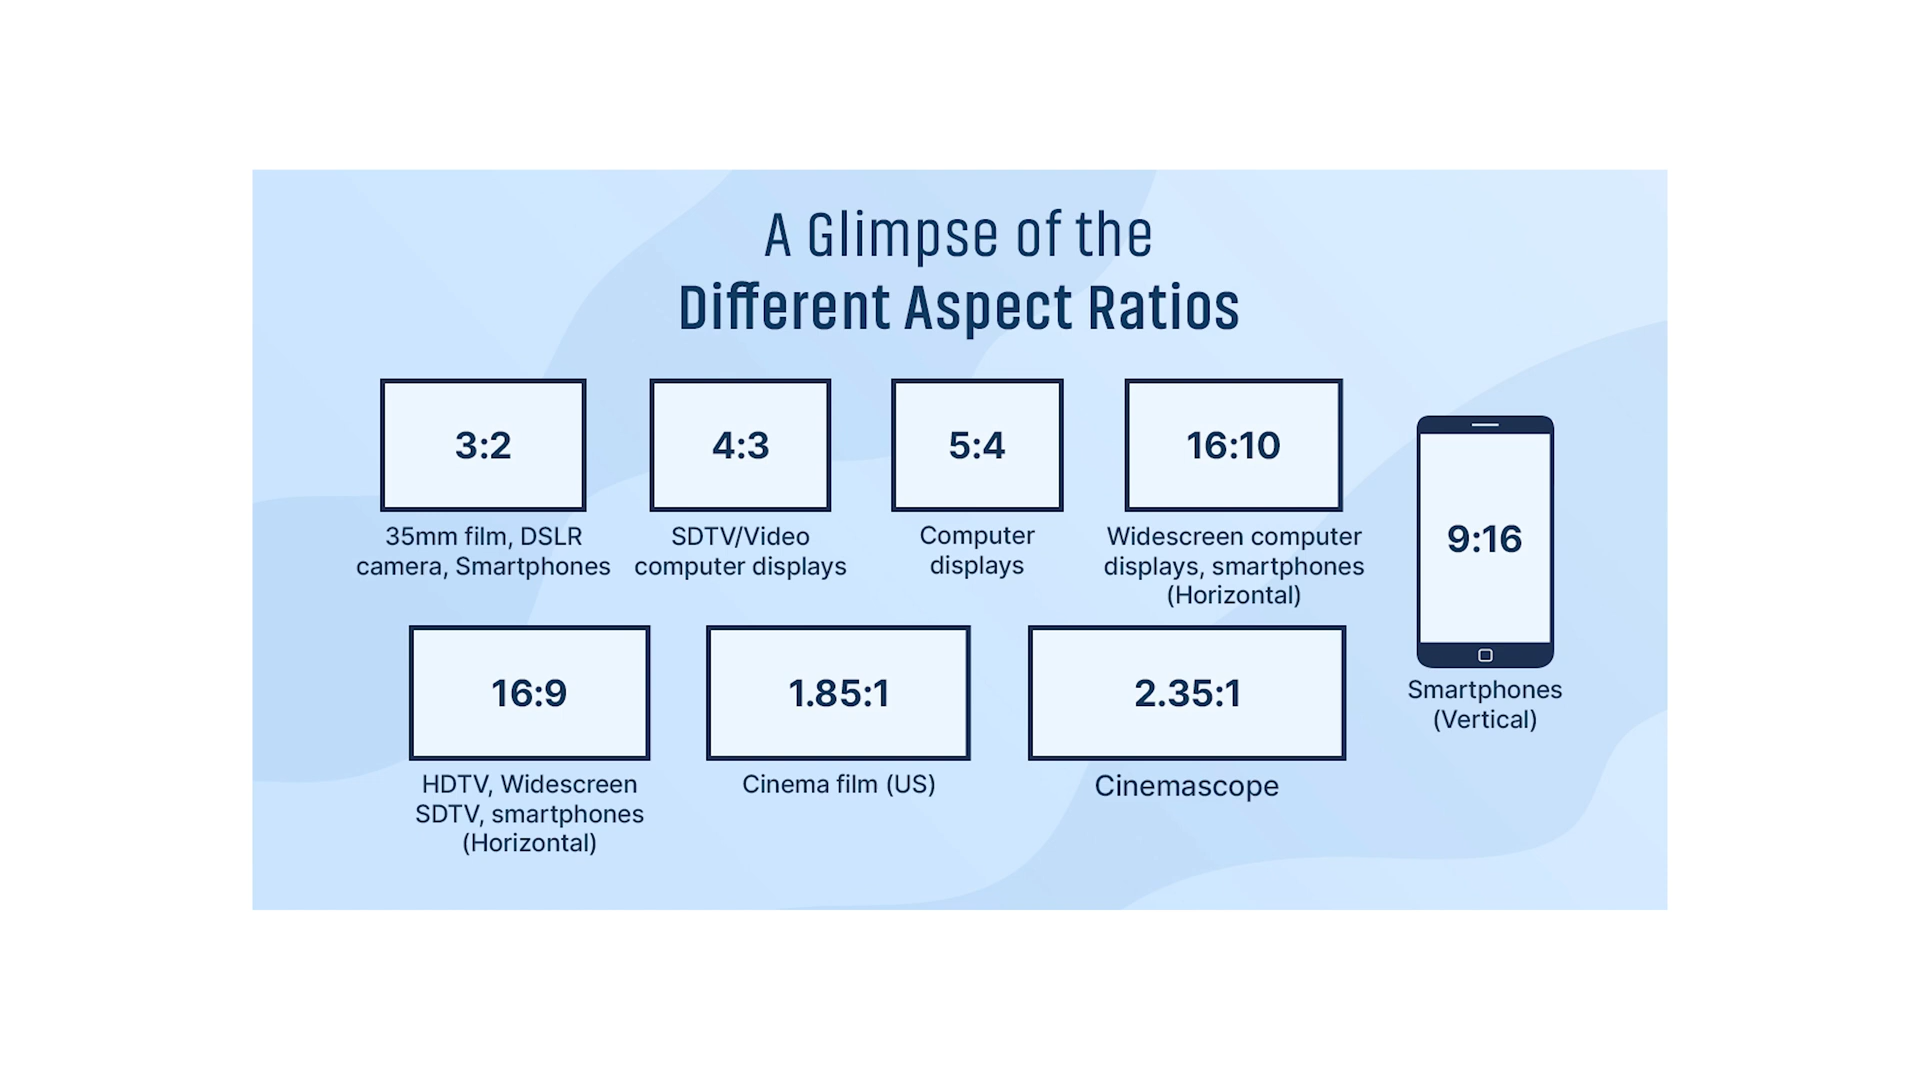 A Glimpse of the
Different Aspect Ratios
3:2
35mm film, DSLR
camera, Smartphones
4:3
SDTV/Video
computer displays
5:4
Computer
displays
16:10
Widescreen computer
displays, smartphones
(Horizontal)
9:16
Smartphones
(Vertical)
16:9
HDTV, Widescreen
SDTV, smartphones
(Horizontal)
1.85:1
Cinema film (US)
2.35:1
Cinemascope